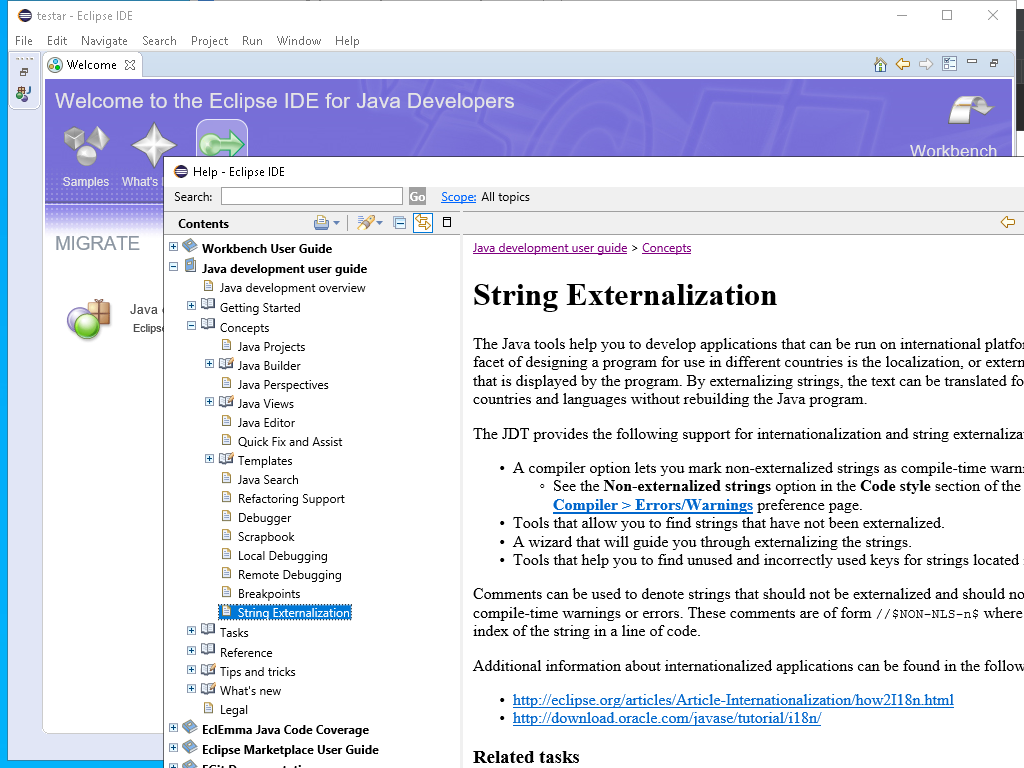 testar - Eclipse IDE
File Edit Navigate Search Project Run Window Help
Welcome
Welcome to the Eclipse IDE for Java Developers
Workbench
Samples What's
MIGRATE
Java
Eclipse
Help - Eclipse IDE
Search: Go Scope: All topics
Contents
Workbench User Guide
Java development user guide
Java development overview
Getting Started
Concepts
Java Projects
Java Builder
Java Perspectives
Java Views
Java Editor
Quick Fix and Assist
Templates
Java Search
Refactoring Support
Debugger
Scrapbook
Local Debugging
Remote Debugging
Breakpoints
String Externalization
Tasks
Reference
Tips and tricks
What's new
Legal
EclEmma Java Code Coverage
Eclipse Marketplace User Guide
Java development user guide > Concepts
String Externalization
The Java tools help you to develop applications that can be run on international platfor
facet of designing a program for use in different countries is the localization, or extern
that is displayed by the program. By externalizing strings, the text can be translated fo
countries and languages without rebuilding the Java program.
The JDT provides the following support for internationalization and string externaliza
• A compiler option lets you mark non-externalized strings as compile-time warni
◦ See the Non-externalized strings option in the Code style section of the
Compiler > Errors/Warnings preference page.
• Tools that allow you to find strings that have not been externalized.
• A wizard that will guide you through externalizing the strings.
• Tools that help you to find unused and incorrectly used keys for strings located
Comments can be used to denote strings that should not be externalized and should no
compile-time warnings or errors. These comments are of form //$NON-NLS-n$ where
index of the string in a line of code.
Additional information about internationalized applications can be found in the follow
• http://eclipse.org/articles/Article-Internationalization/how2I18n.html
• http://download.oracle.com/javase/tutorial/i18n/
Related tasks